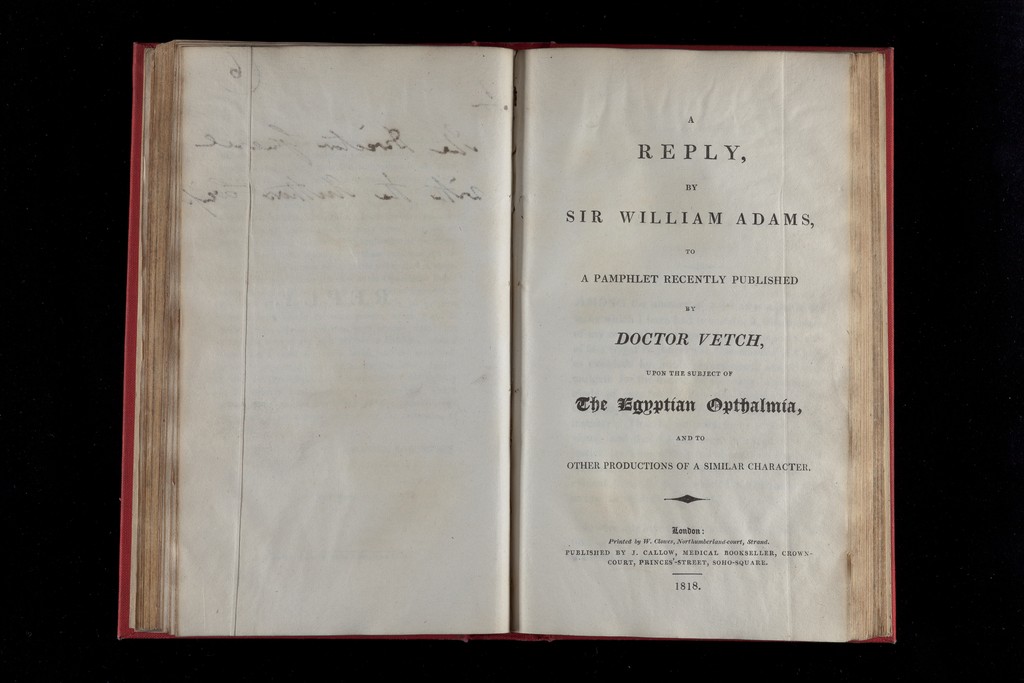 A
REPLY,
BY
SIR WILLIAM ADAMS,
TO
A PAMPHLET RECENTLY PUBLISHED
BY
DOCTOR VETCH,
UPON THE SUBJECT OF
The Egyptian Opthalmia,
AND TO
OTHER PRODUCTIONS OF A SIMILAR CHARACTER.
London:
Printed by W. Clowes, Northumberland-court, Strand.
PUBLISHED BY J. CALLOW, MEDICAL BOOKSELLER, CROWN-
COURT, PRINCES'-STREET, SOHO-SQUARE.
1818.